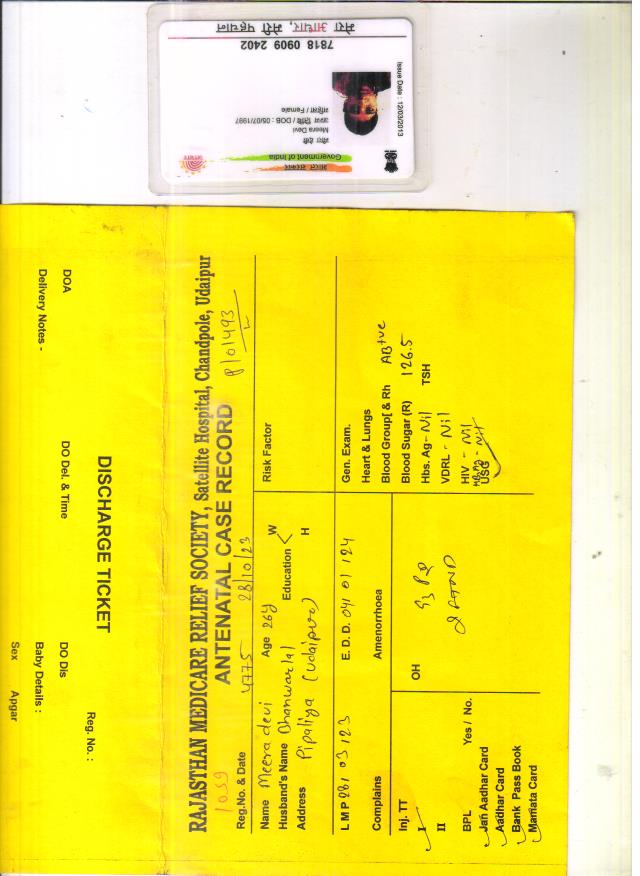 भारत सरकार
Government of India
मीरा देवी
Meera Devi
जन्म तिथि / DOB : 05/07/1997
महिला / Female
Issue Date : 12/03/2013
7818 0909 2402
मेरा आधार, मेरी पहचान
DISCHARGE TICKET
Reg. No. :
DOA
DO Del. & Time
DO Dis
Delivery Notes -
Baby Details :
Sex Apgar
RAJASTHAN MEDICARE RELIEF SOCIETY, Satellite Hospital, Chandpole, Udaipur
ANTENATAL CASE RECORD P/01493
1059
Reg.No. & Date 4775 28/10/23
Name Meera devi Age 26y W
Husband's Name Bhanwarlal Education H
Address Pipaliya (Udaipur)
Risk Factor
L M P 28/03/23 E. D. D. 04/01/24
Complains Amenorrhoea
Gen. Exam.
Heart & Lungs
Blood Group[ & Rh AB+ve
Blood Sugar (R) 126.5
Hbs. Ag - Nil TSH
VDRL - Nil
HIV - Nil
USG
Inj. TT OH
I
II
BPL Yes / No.
Jan Aadhar Card
Aadhar Card
Bank Pass Book
Mamata Card